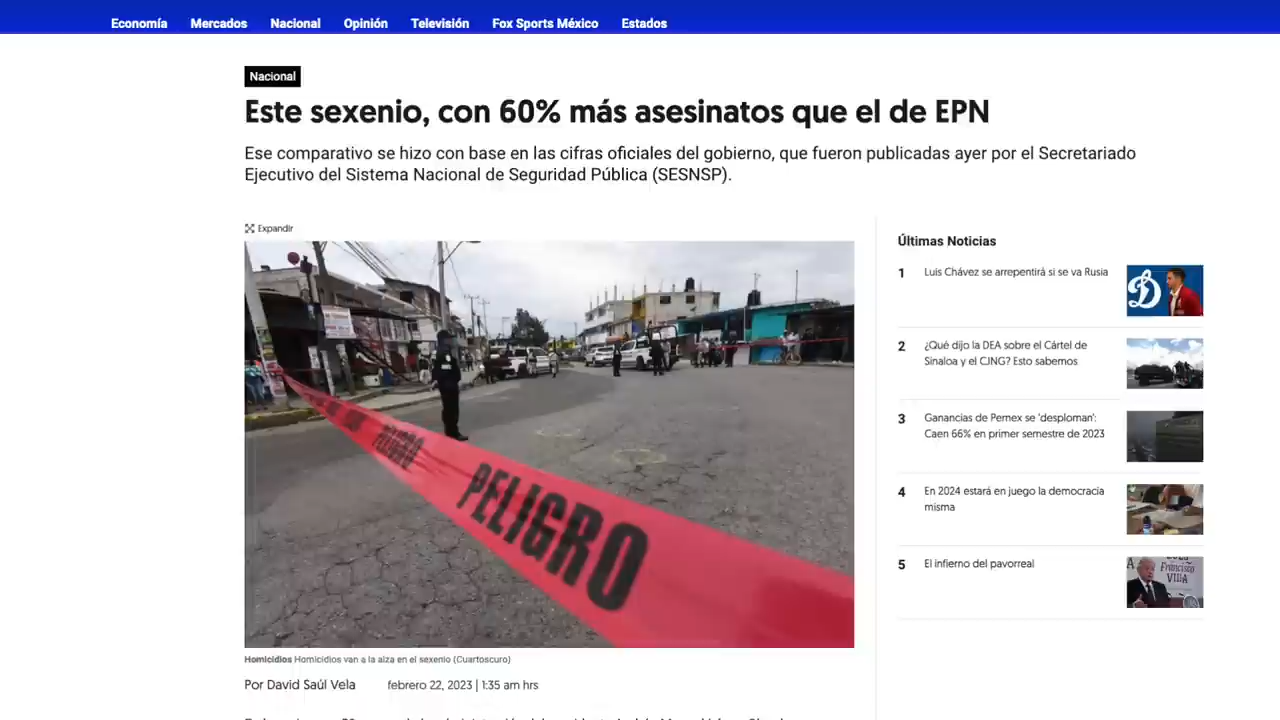 Economía Mercados Nacional Opinión Televisión Fox Sports México Estados
Nacional
Este sexenio, con 60% más asesinatos que el de EPN
Ese comparativo se hizo con base en las cifras oficiales del gobierno, que fueron publicadas ayer por el Secretariado
Ejecutivo del Sistema Nacional de Seguridad Pública (SESNSP).
Expandir
PELIGRO
PELIGRO
Homicidios Homicidios van a la alza en el sexenio (Cuartoscuro)
Por David Saúl Vela febrero 22, 2023 | 1:35 am hrs
Últimas Noticias
1 Luis Chávez se arrepentirá si se va Rusia
2 ¿Qué dijo la DEA sobre el Cártel de
Sinaloa y el CJNG? Esto sabemos
3 Ganancias de Pemex se ‘desploman’:
Caen 66% en primer semestre de 2023
4 En 2024 estará en juego la democracia
misma
5 El infierno del pavorreal
Francisco
VILLA